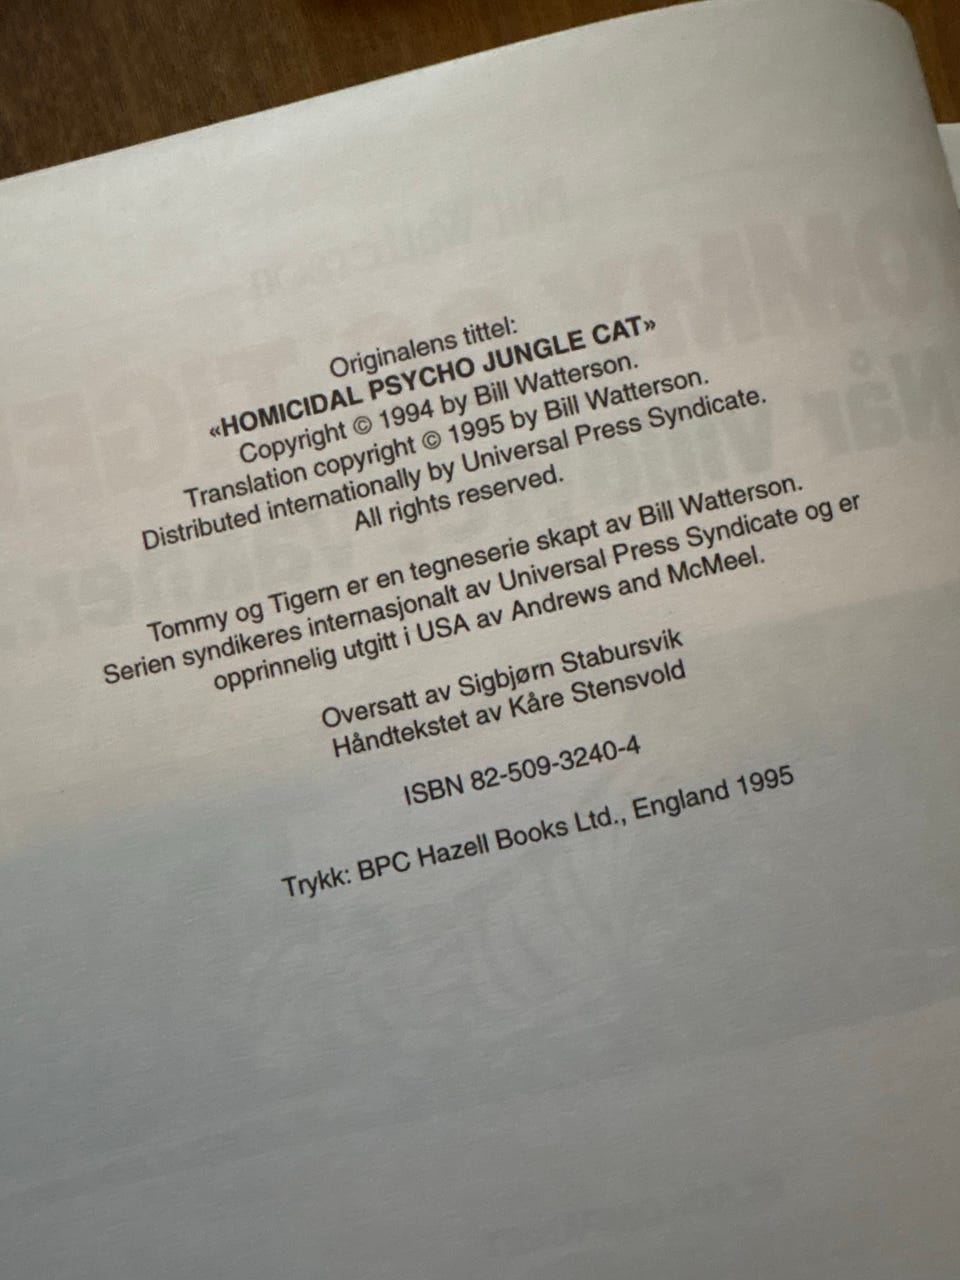 Originalens tittel:
«HOMICIDAL PSYCHO JUNGLE CAT»
Copyright © 1994 by Bill Watterson.
Translation copyright © 1995 by Bill Watterson.
Distributed internationally by Universal Press Syndicate.
All rights reserved.
Tommy og Tigern er en tegneserie skapt av Bill Watterson.
Serien syndikeres internasjonalt av Universal Press Syndicate og er
opprinnelig utgitt i USA av Andrews and McMeel.
Oversatt av Sigbjørn Stabursvik
Håndtekstet av Kåre Stensvold
ISBN 82-509-3240-4
Trykk: BPC Hazell Books Ltd., England 1995